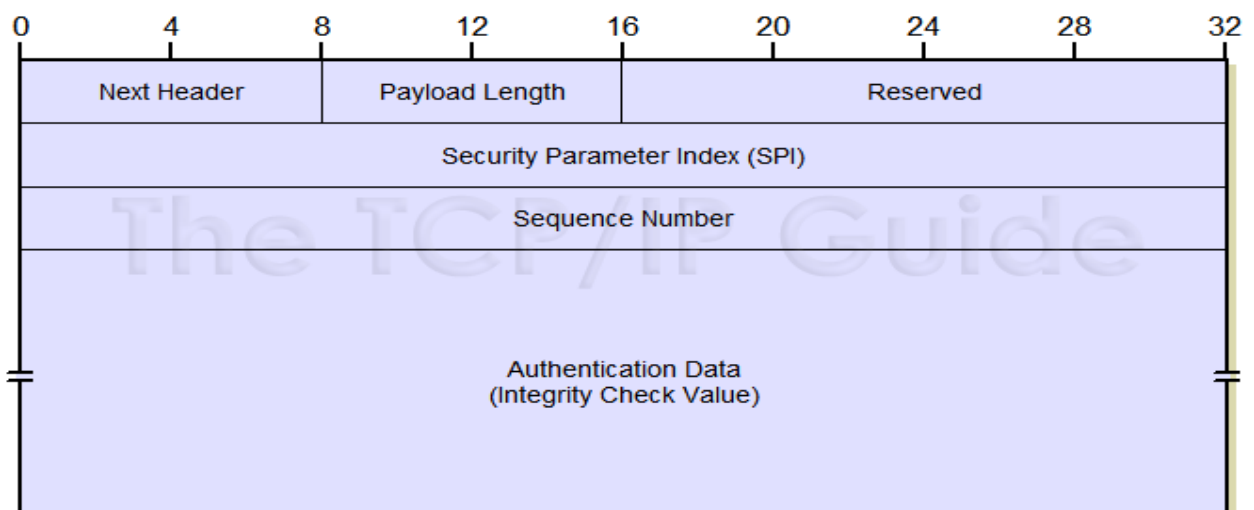 0 4 8 12 16 20 24 28 32
Next Header Payload Length Reserved
Security Parameter Index (SPI)
Sequence Number
The TCP/IP Guide
Authentication Data
(Integrity Check Value)